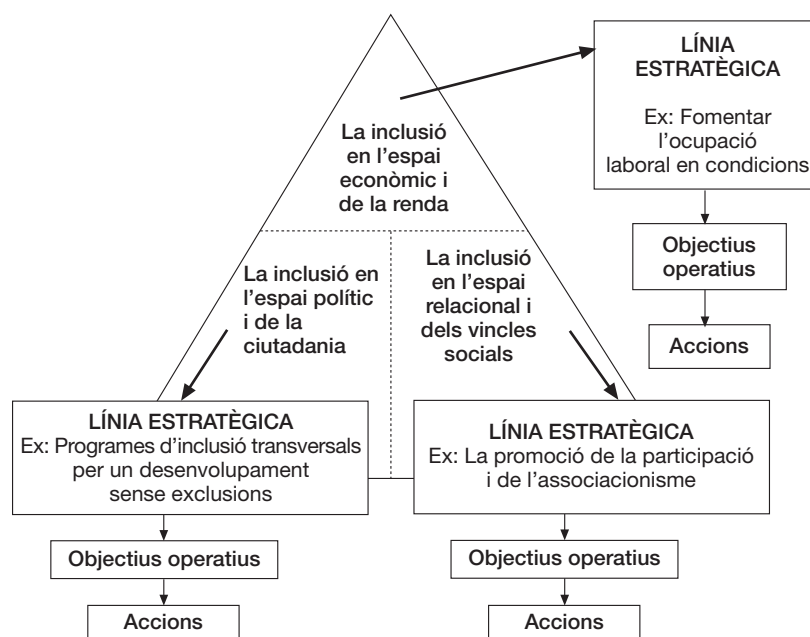 LÍNIA
ESTRATÈGICA
Ex: Fomentar
l’ocupació
laboral en condicions
Objectius
operatius
Accions
La inclusió
en l’espai
econòmic i
de la renda
La inclusió en
l’espai polític
i de la
ciutadania
La inclusió
en l’espai
relacional i
dels vincles
socials
LÍNIA ESTRATÈGICA
Ex: Programes d’inclusió transversals
per un desenvolupament
sense exclusions
Objectius operatius
Accions
LÍNIA ESTRATÈGICA
Ex: La promoció de la participació
i de l’associacionisme
Objectius operatius
Accions